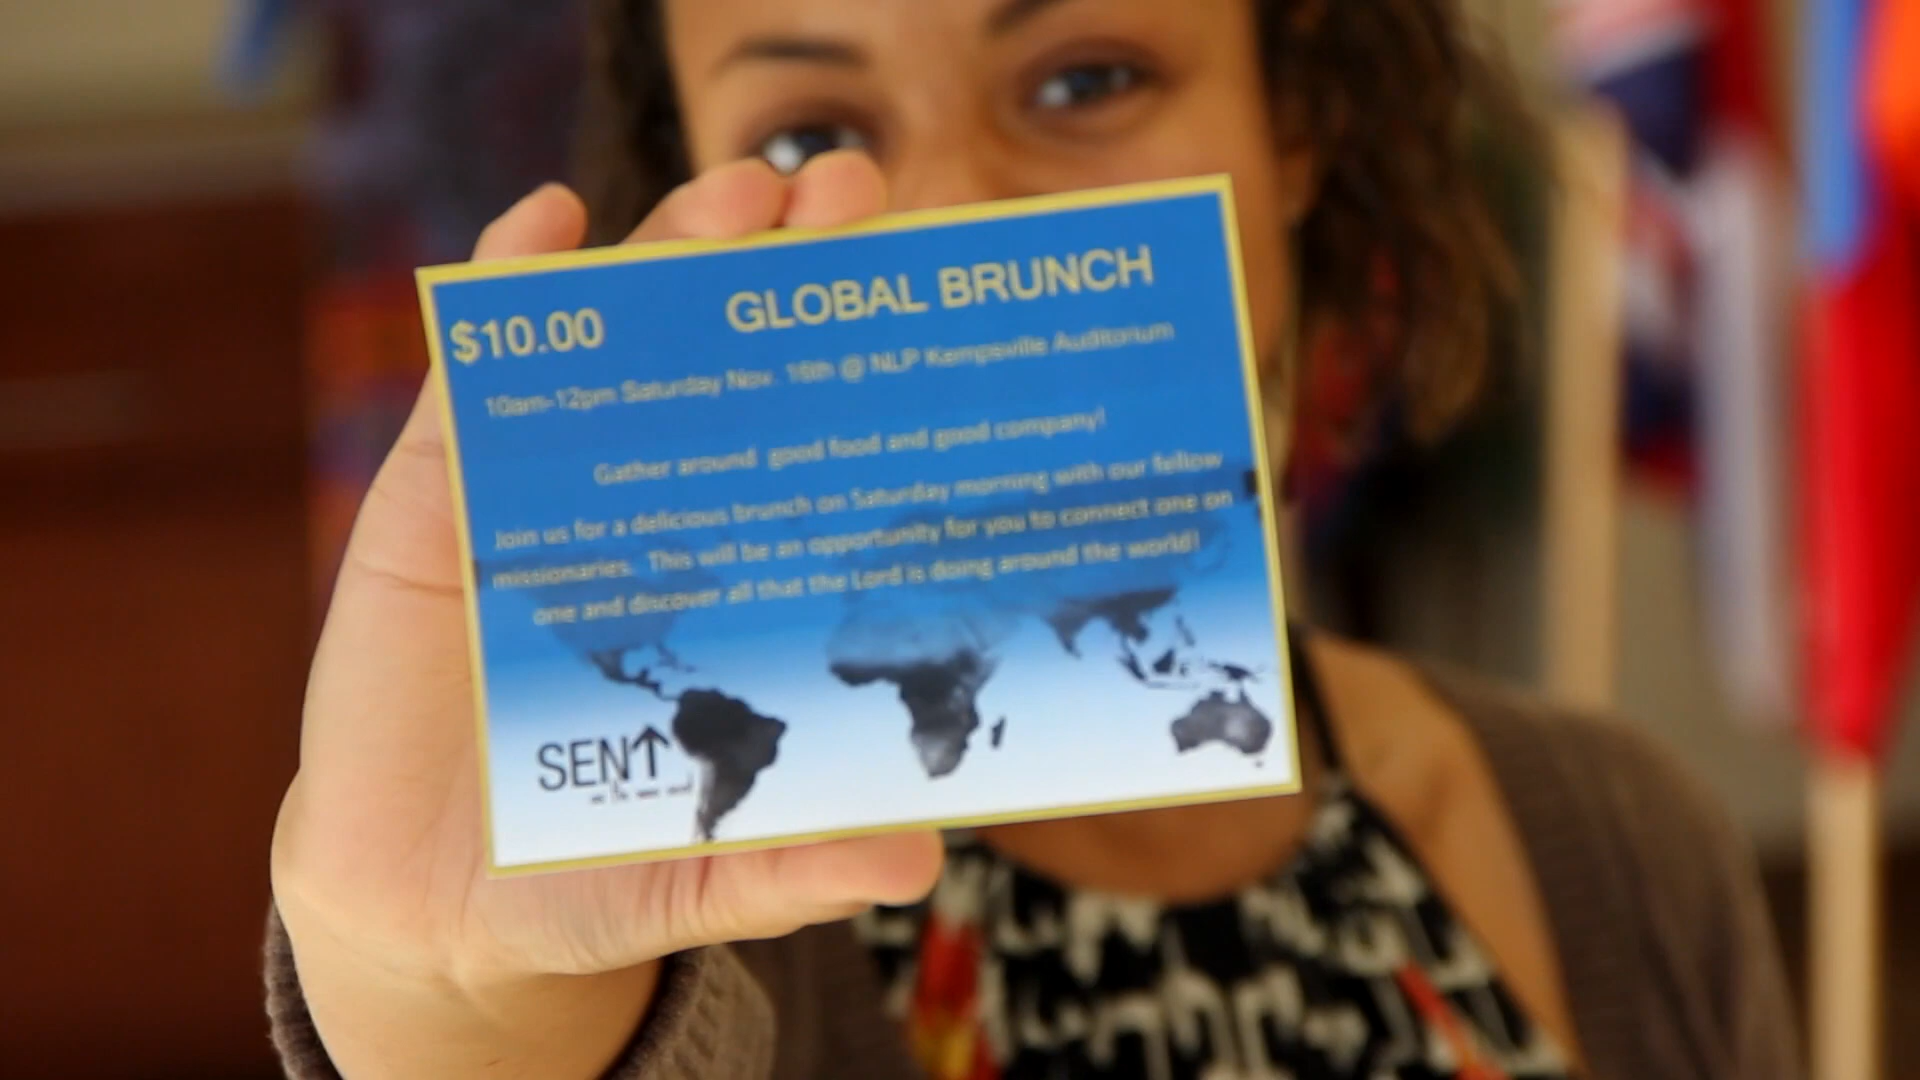 GLOBAL BRUNCH
$10.00
10am-12pm Saturday Nov. 16th @ NLP Kempsville Auditorium
Gather around good food and good company!
Join us for a delicious brunch on Saturday morning with our fellow
missionaries. This will be an opportunity for you to connect one on
one and discover all that the Lord is doing around the world!
SENT